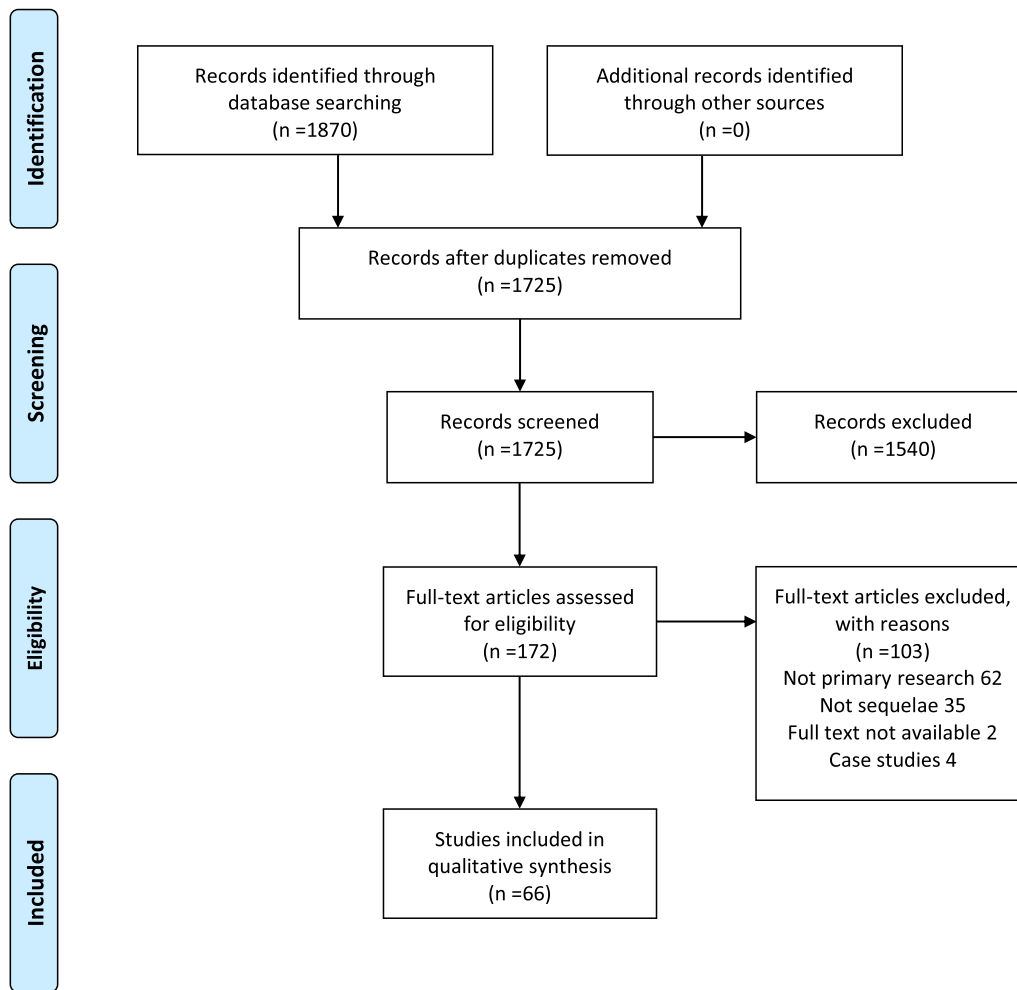 Identification
Records identified through
database searching
(n =1870)
Additional records identified
through other sources
(n =0)
Records after duplicates removed
(n =1725)
Screening
Records screened
(n =1725)
Records excluded
(n =1540)
Eligibility
Full-text articles assessed
for eligibility
(n =172)
Full-text articles excluded,
with reasons
(n =103)
Not primary research 62
Not sequelae 35
Full text not available 2
Case studies 4
Included
Studies included in
qualitative synthesis
(n =66)